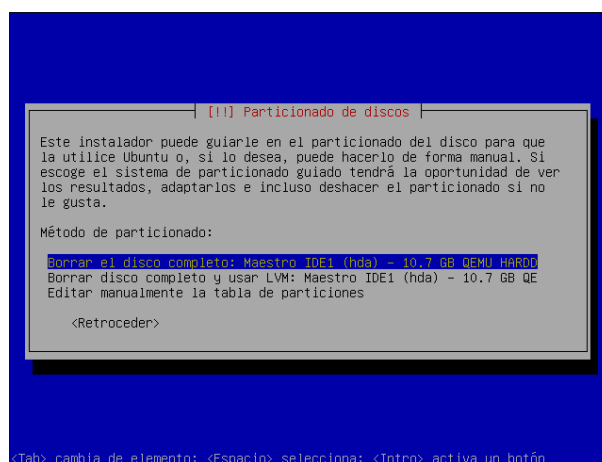 [!!] Particionado de discos
Este instalador puede guiarle en el particionado del disco para que
la utilice Ubuntu o, si lo desea, puede hacerlo de forma manual. Si
escoge el sistema de particionado guiado tendrá la oportunidad de ver
los resultados, adaptarlos e incluso deshacer el particionado si no
le gusta.
Método de particionado:
Borrar el disco completo: Maestro IDE1 (hda) - 10.7 GB QEMU HARDD
Borrar disco completo y usar LVM: Maestro IDE1 (hda) - 10.7 GB QE
Editar manualmente la tabla de particiones
<Retroceder>
<Tab> cambia de elemento; <Espacio> selecciona; <Intro> activa un botón